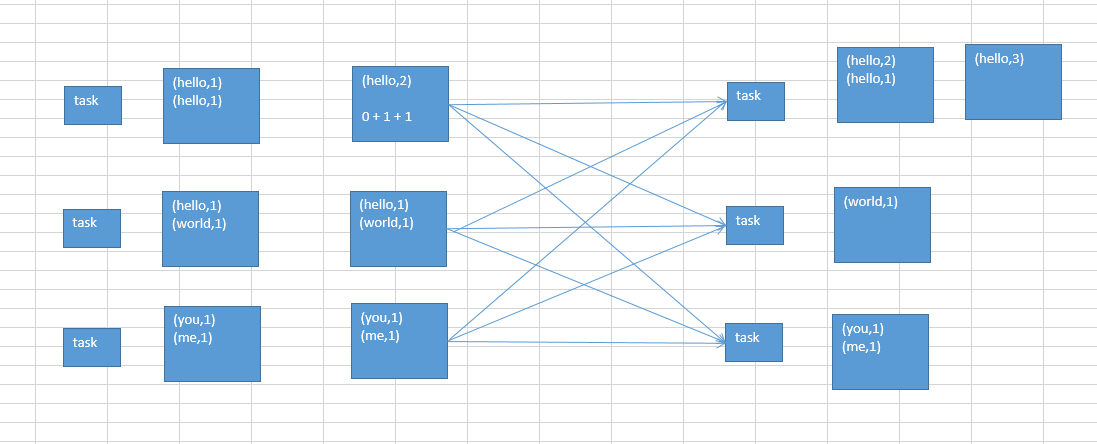 task
(hello,1)
(hello,1)
(hello,2)
0 + 1 + 1
task
(hello,2)
(hello,1)
(hello,3)
task
(hello,1)
(world,1)
(hello,1)
(world,1)
task
(world,1)
task
(you,1)
(me,1)
(you,1)
(me,1)
task
(you,1)
(me,1)